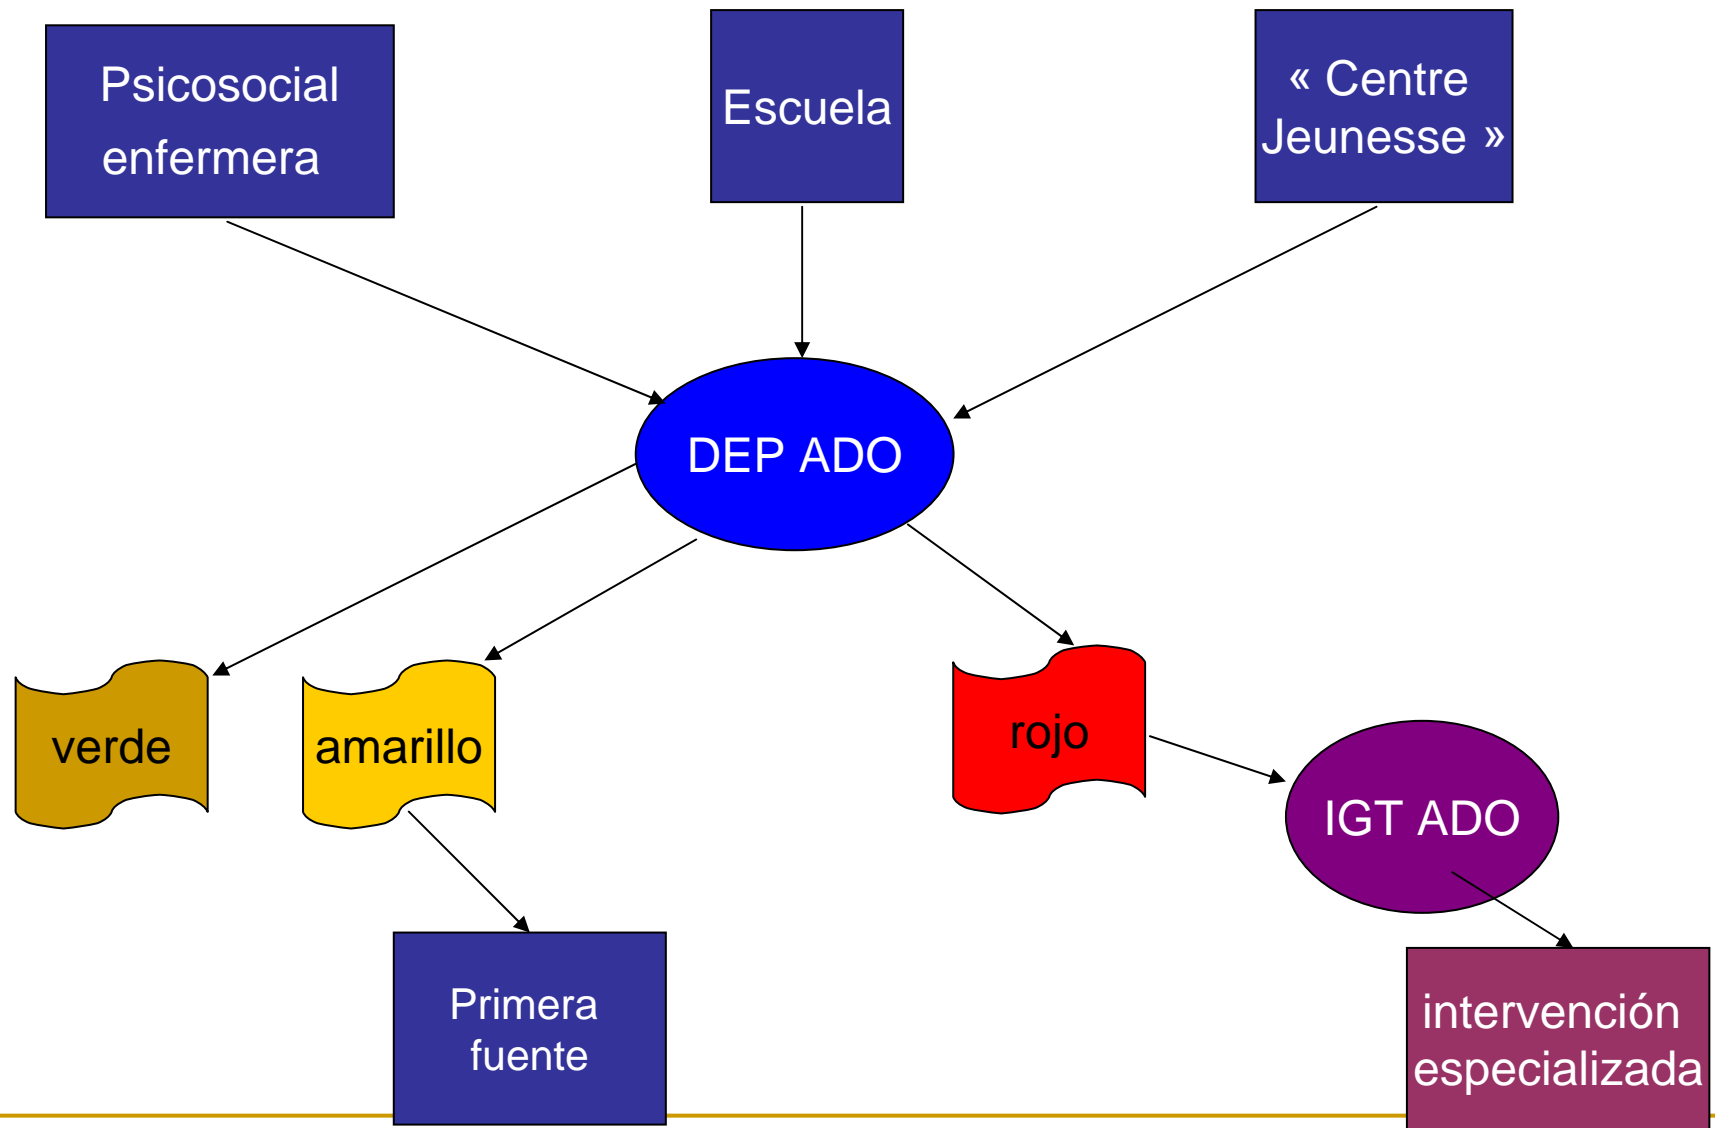 Psicosocial
enfermera
Escuela
« Centre
Jeunesse »
DEP ADO
verde
amarillo
rojo
IGT ADO
Primera
fuente
intervención
especializada